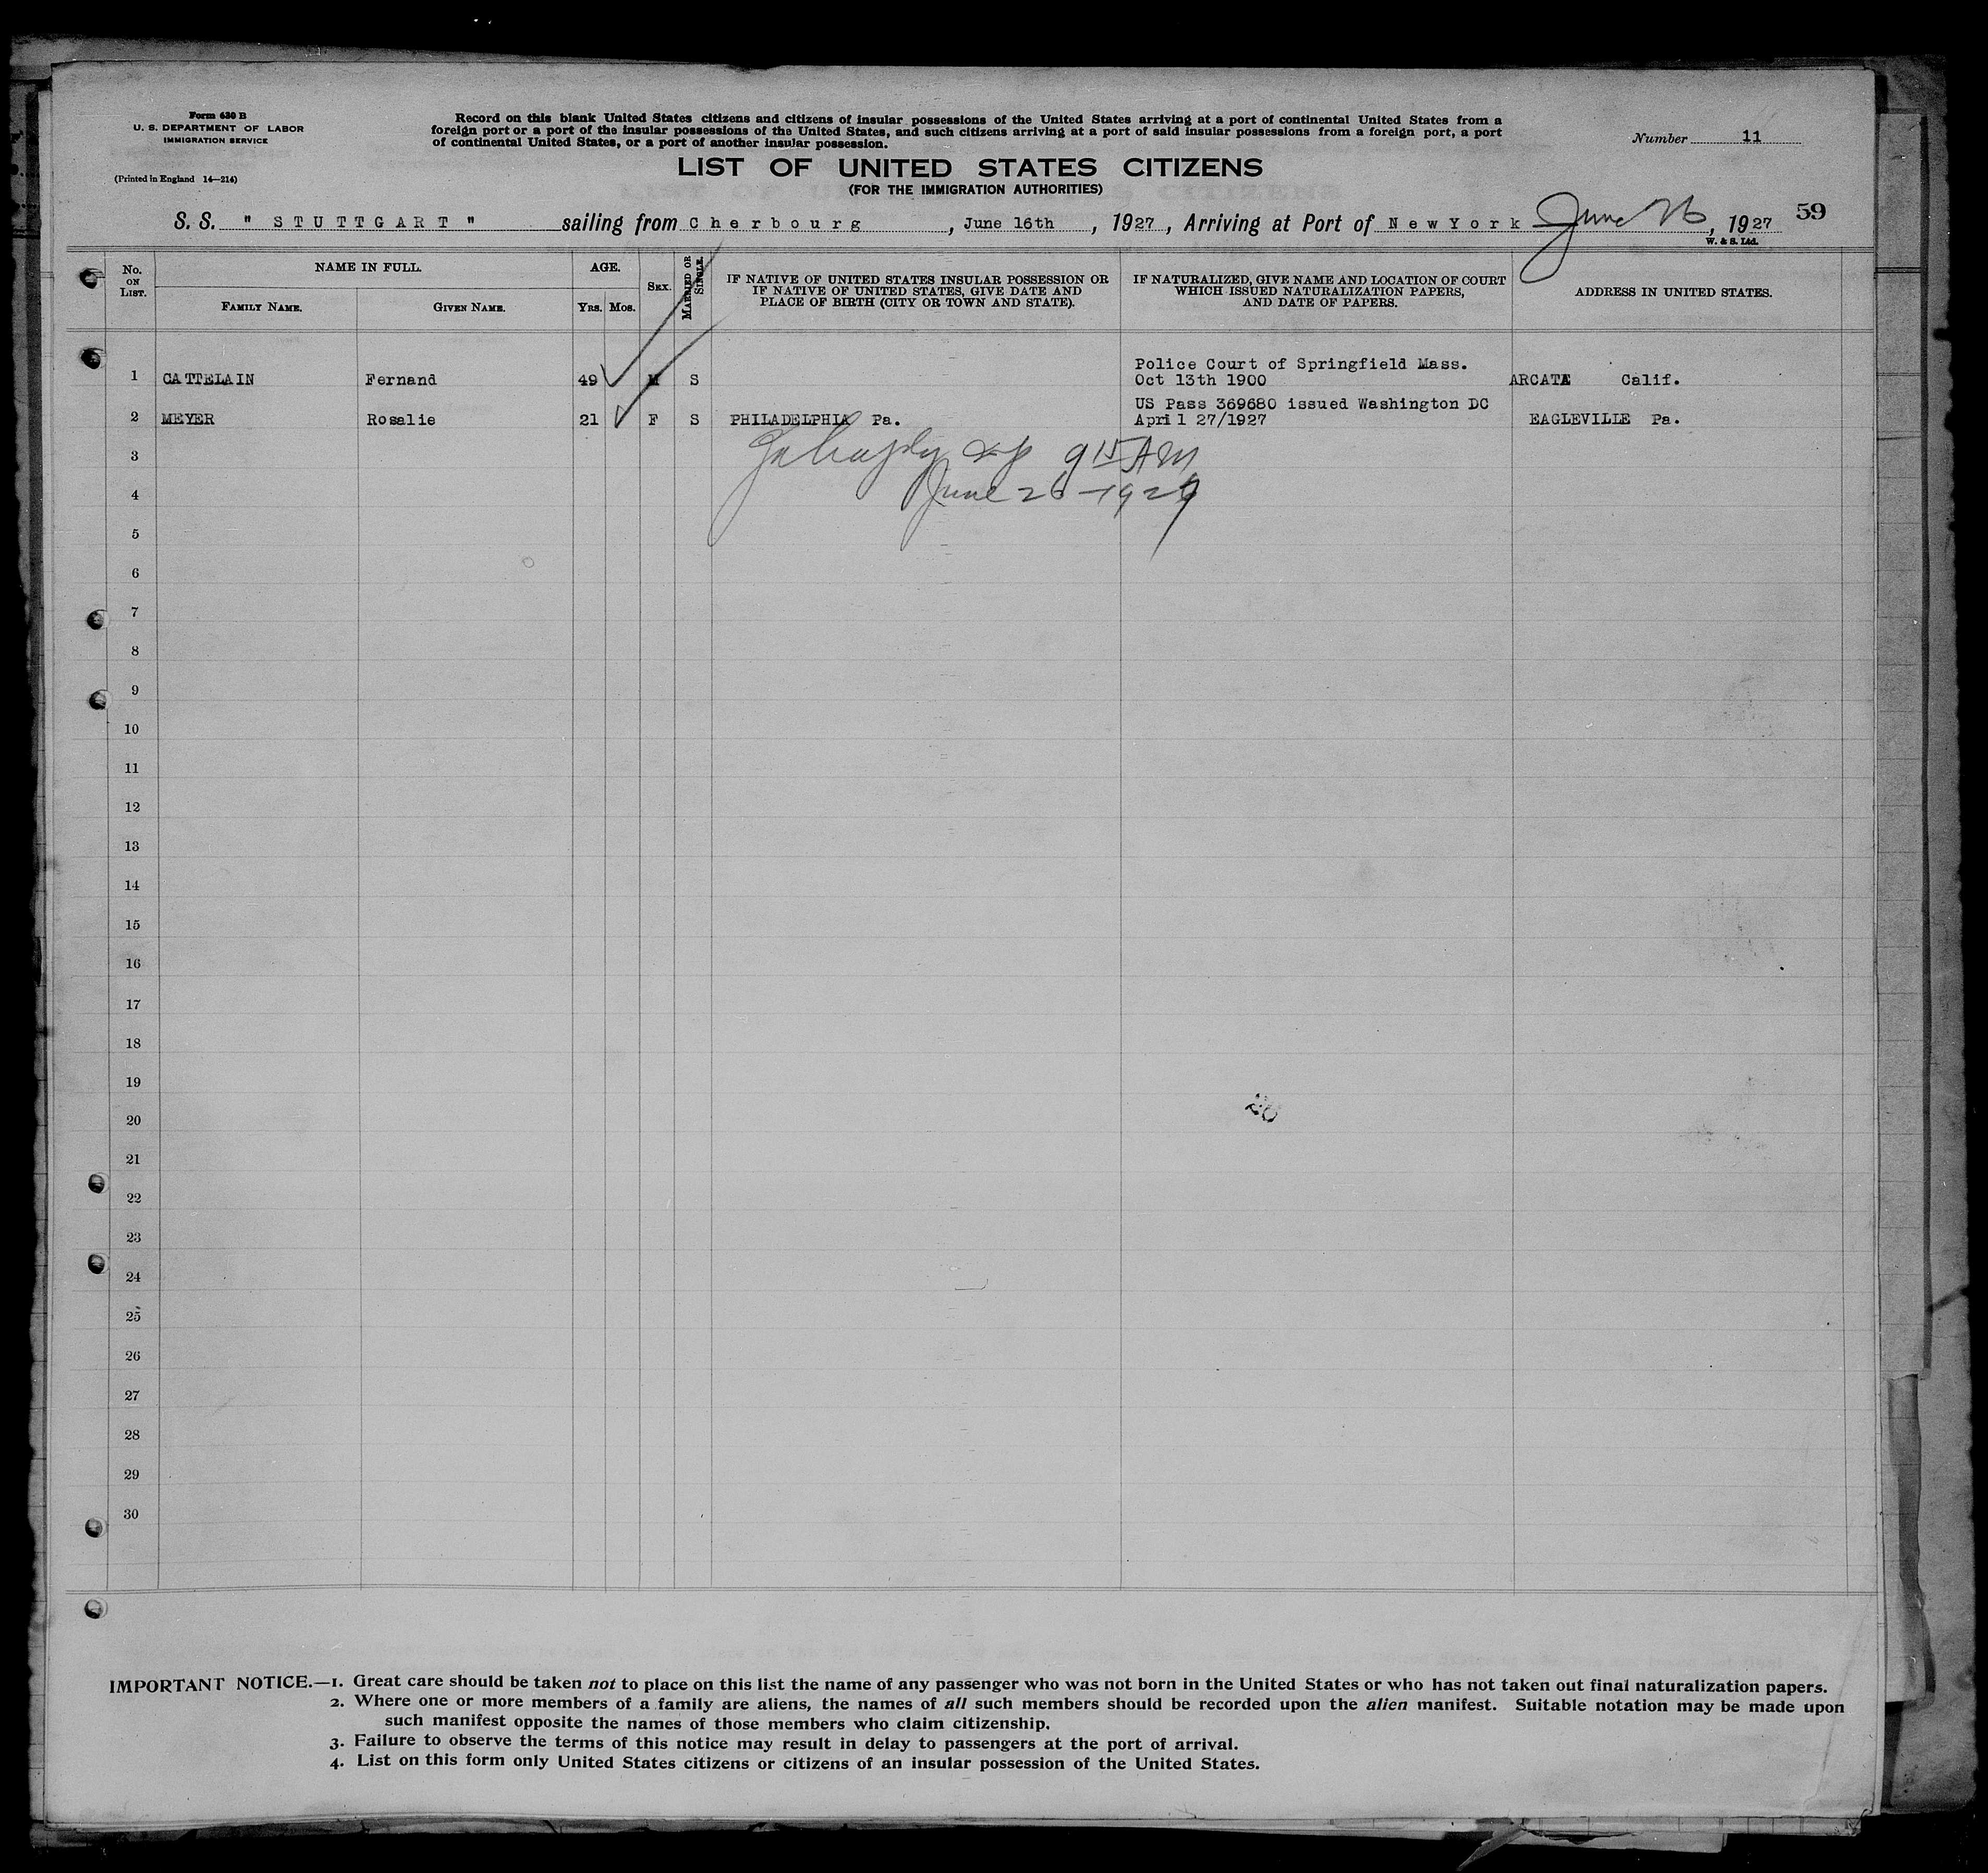 Form 630 B
U. S. DEPARTMENT OF LABOR
IMMIGRATION SERVICE
(Printed in England 14—214)
Record on this blank United States citizens and citizens of insular possessions of the United States arriving at a port of continental United States from a
foreign port or a port of the insular possessions of the United States, and such citizens arriving at a port of said insular possessions from a foreign port, a port
of continental United States, or a port of another insular possession.
Number 11
LIST OF UNITED STATES CITIZENS
(FOR THE IMMIGRATION AUTHORITIES)
S. S. " STUTTGART " sailing from Cherbourg, June 16th, 1927, Arriving at Port of NewYork June 26, 1927
59
W. & S. Ltd.
No. ON LIST.
NAME IN FULL.
FAMILY NAME.
GIVEN NAME.
AGE.
YRS. MOS.
SEX.
MARRIED OR SINGLE.
IF NATIVE OF UNITED STATES INSULAR POSSESSION OR
IF NATIVE OF UNITED STATES, GIVE DATE AND
PLACE OF BIRTH (CITY OR TOWN AND STATE).
IF NATURALIZED, GIVE NAME AND LOCATION OF COURT
WHICH ISSUED NATURALIZATION PAPERS,
AND DATE OF PAPERS.
ADDRESS IN UNITED STATES.
Police Court of Springfield Mass.
1 CATTELAIN Fernand 49 M S Oct 13th 1900 ARCATA Calif.
US Pass 369680 issued Washington DC
2 MEYER Rosalie 21 F S PHILADELPHIA Pa. April 27/1927 EAGLEVILLE Pa.
3 9 15 AM
4 June 26 - 1927
5
6
7
8
9
10
11
12
13
14
15
16
17
18
19
20
21
22
23
24
25
26
27
28
29
30
IMPORTANT NOTICE.—1. Great care should be taken not to place on this list the name of any passenger who was not born in the United States or who has not taken out final naturalization papers.
2. Where one or more members of a family are aliens, the names of all such members should be recorded upon the alien manifest. Suitable notation may be made upon
such manifest opposite the names of those members who claim citizenship.
3. Failure to observe the terms of this notice may result in delay to passengers at the port of arrival.
4. List on this form only United States citizens or citizens of an insular possession of the United States.